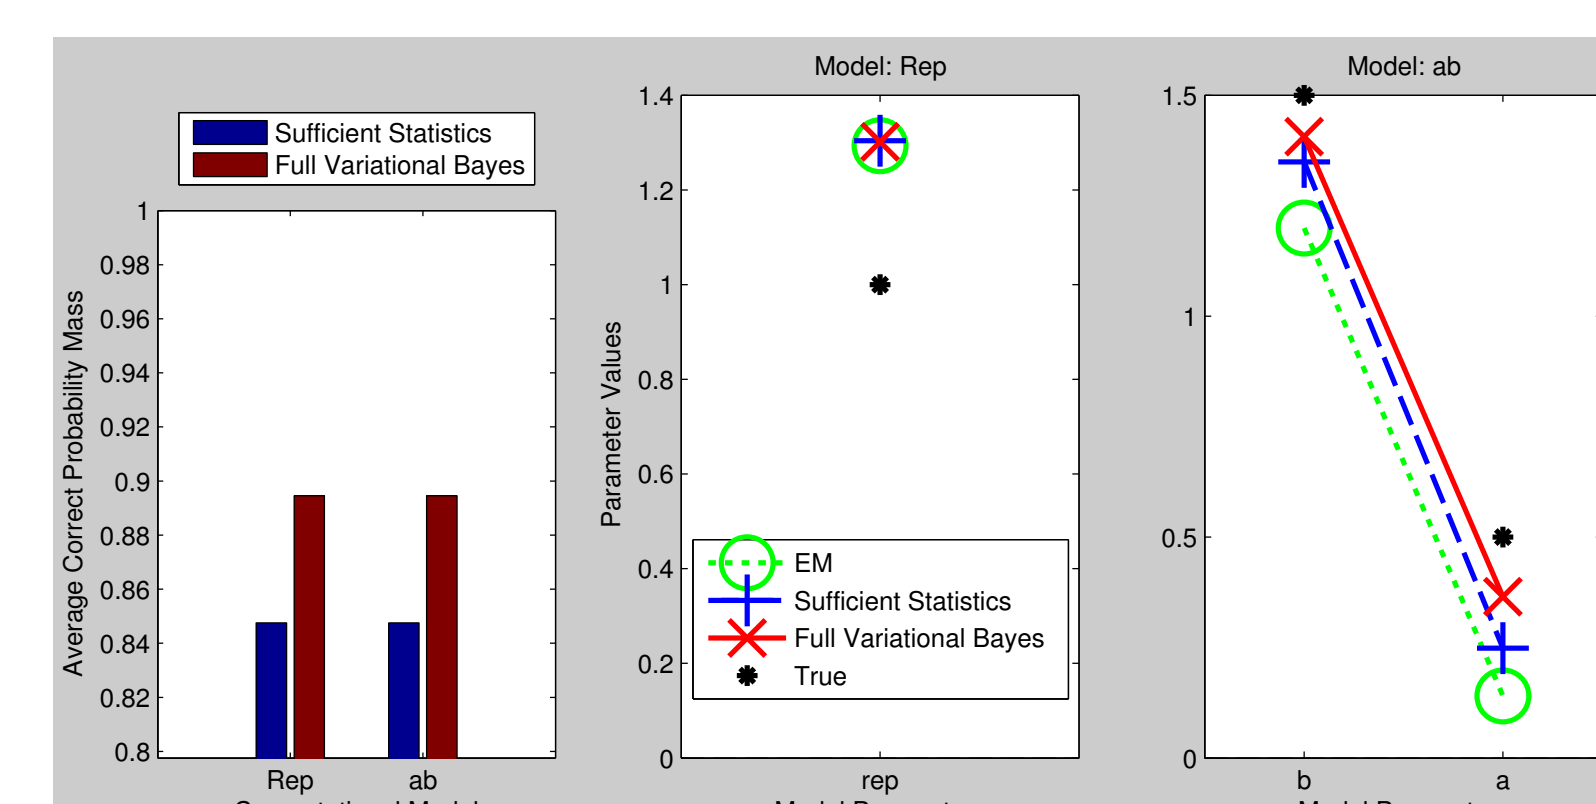 Sufficient Statistics
Full Variational Bayes
1
0.98
0.96
0.94
0.92
0.9
0.88
0.86
0.84
0.82
0.8
Average Correct Probability Mass
Rep ab
Model: Rep
1.4
1.2
1
0.8
0.6
0.4
0.2
0
Parameter Values
EM
Sufficient Statistics
Full Variational Bayes
True
rep
Model: ab
1.5
1
0.5
0
b a